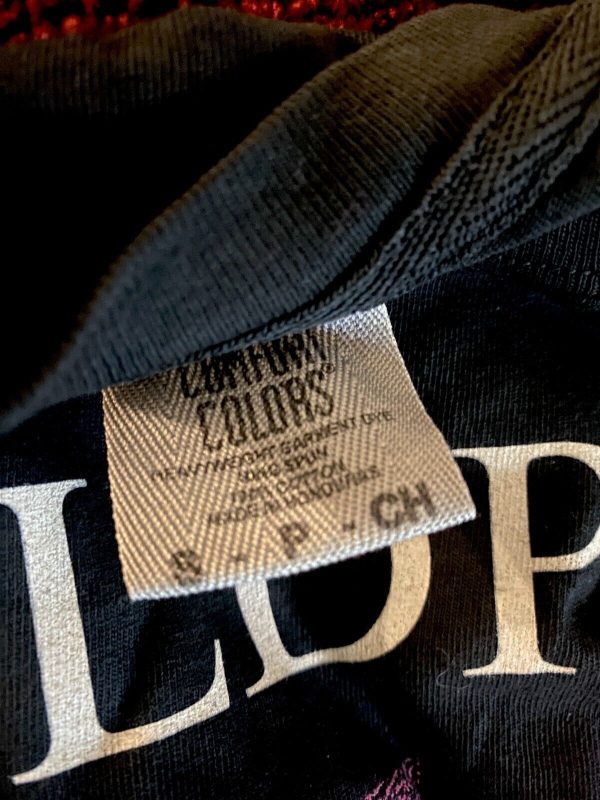 COMFORT
COLORS®
HEAVYWEIGHT GARMENT DYE
RING SPUN
100% COTTON
MADE IN HONDURAS
S - P - CH
LDP